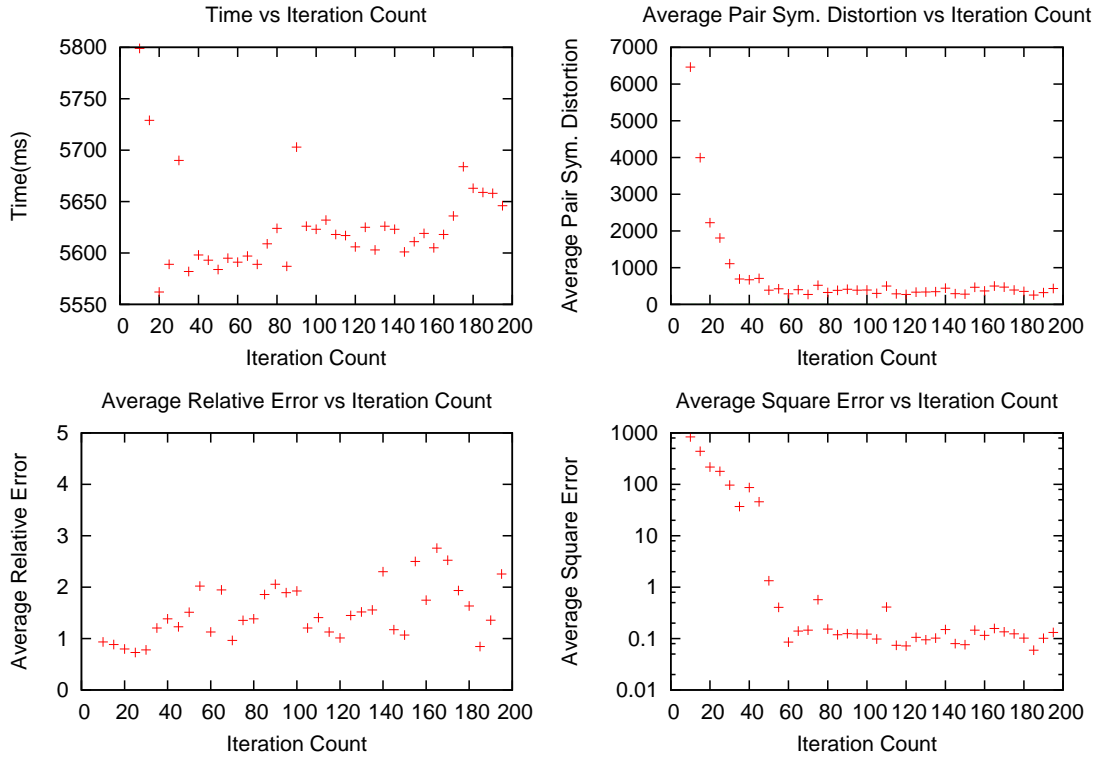 Time vs Iteration Count
5800
5750
5700
5650
5600
5550
Time(ms)
0 20 40 60 80 100 120 140 160 180 200
Iteration Count
Average Pair Sym. Distortion vs Iteration Count
7000
6000
5000
4000
3000
2000
1000
0
Average Pair Sym. Distortion
0 20 40 60 80 100 120 140 160 180 200
Iteration Count
Average Relative Error vs Iteration Count
5
4
3
2
1
0
Average Relative Error
0 20 40 60 80 100 120 140 160 180 200
Iteration Count
Average Square Error vs Iteration Count
1000
100
10
1
0.1
0.01
Average Square Error
0 20 40 60 80 100 120 140 160 180 200
Iteration Count